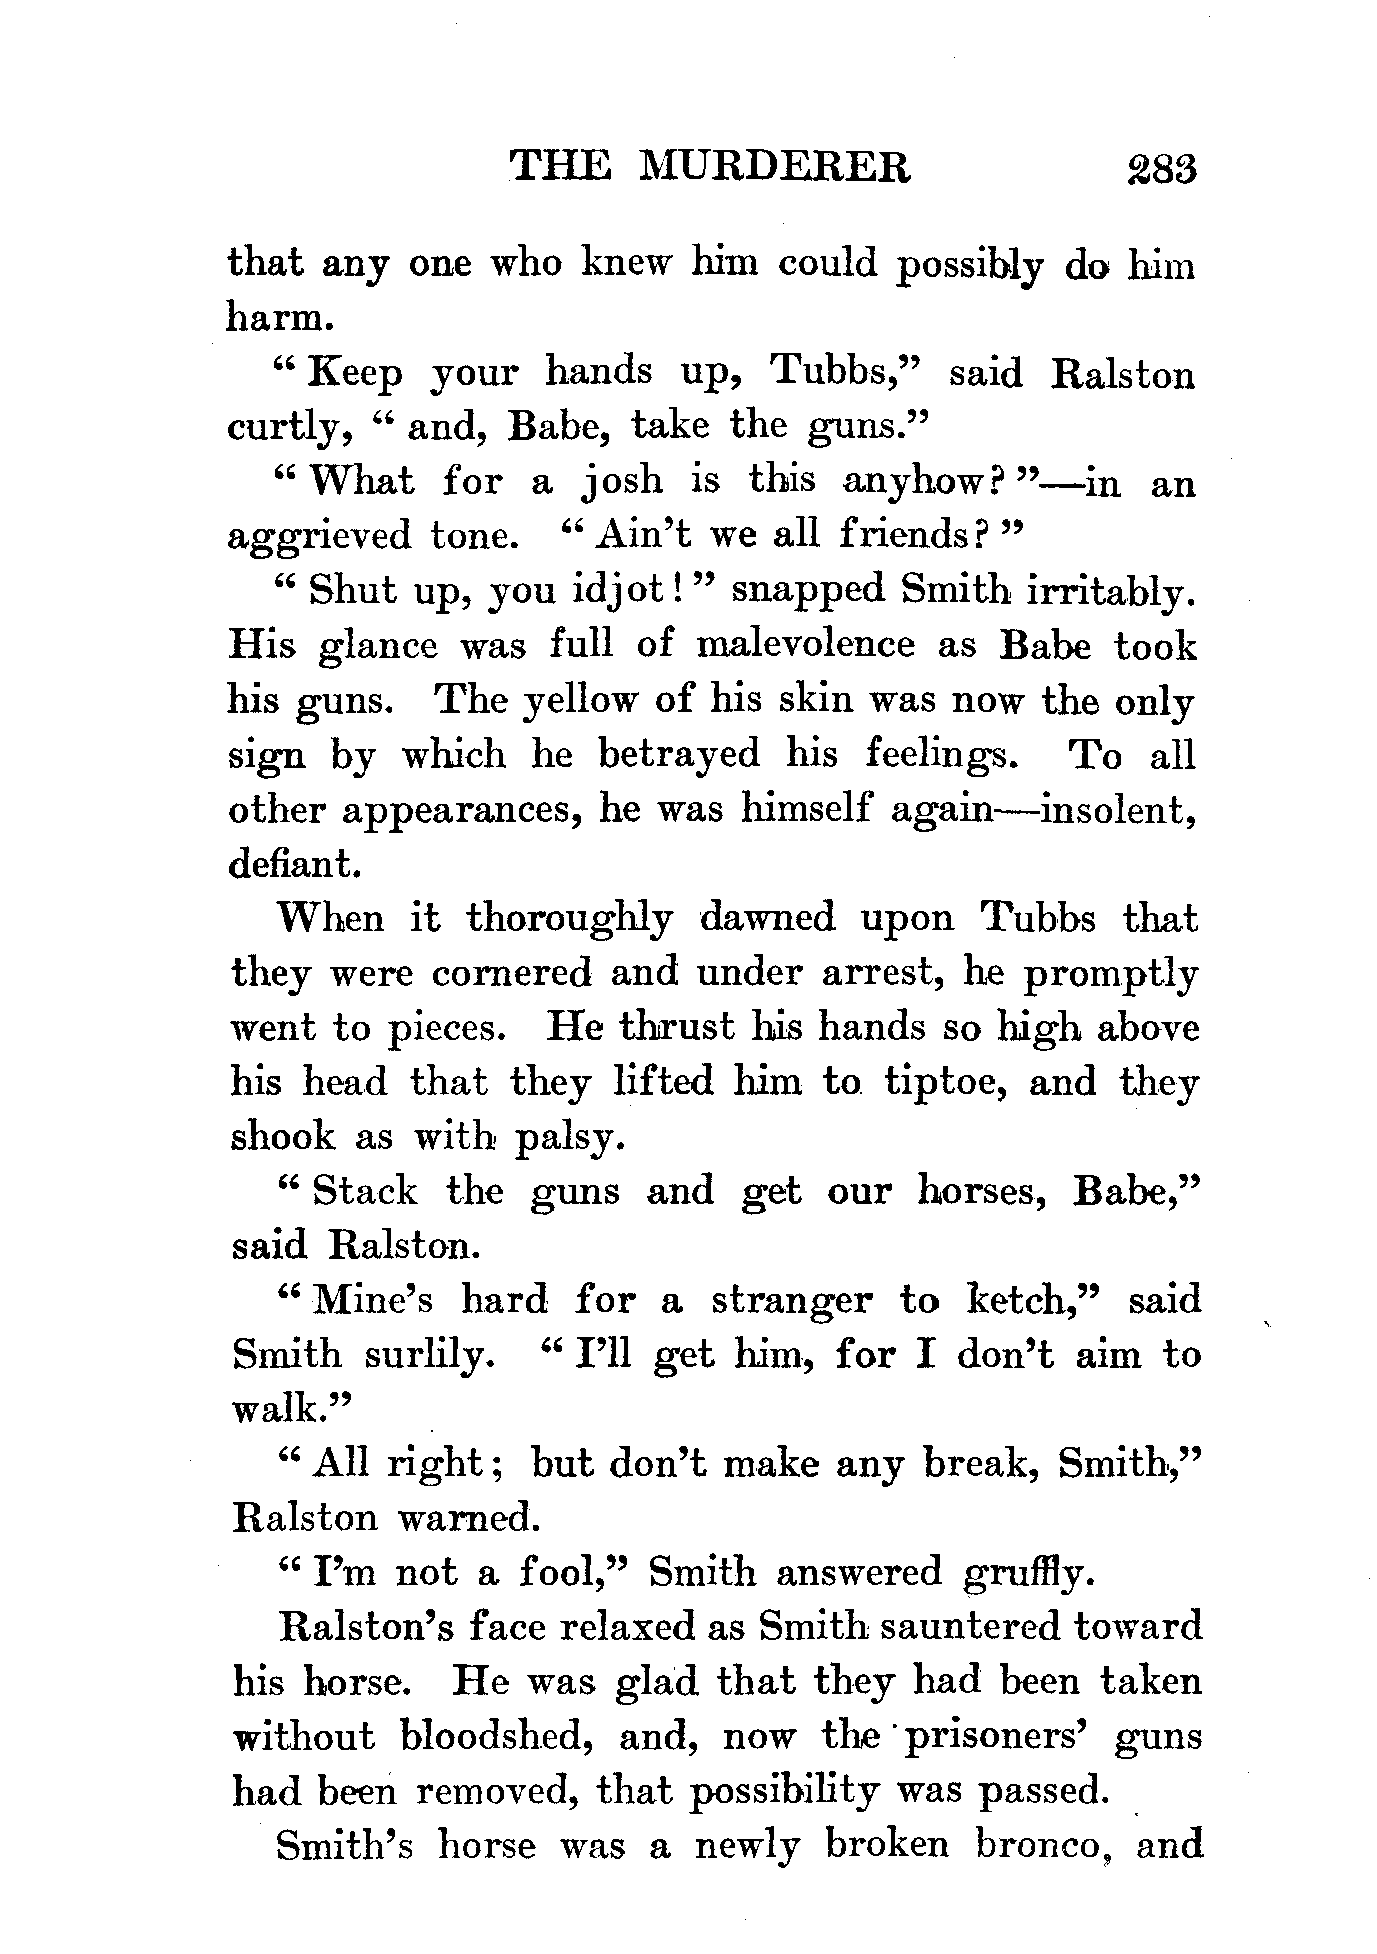 THE MURDERER 283
that any one who knew him could possibly do him
harm.
“ Keep your hands up, Tubbs,” said Ralston
curtly, “ and, Babe, take the guns.”
“ What for a josh is this anyhow? ”—in an
aggrieved tone. “ Ain’t we all friends? ”
“ Shut up, you idjot! ” snapped Smith irritably.
His glance was full of malevolence as Babe took
his guns. The yellow of his skin was now the only
sign by which he betrayed his feelings. To all
other appearances, he was himself again—insolent,
defiant.
When it thoroughly dawned upon Tubbs that
they were cornered and under arrest, he promptly
went to pieces. He thrust his hands so high above
his head that they lifted him to tiptoe, and they
shook as with palsy.
“ Stack the guns and get our horses, Babe,”
said Ralston.
“ Mine’s hard for a stranger to ketch,” said
Smith surlily. “ I’ll get him, for I don’t aim to
walk.”
“ All right; but don’t make any break, Smith,”
Ralston warned.
“ I’m not a fool,” Smith answered gruffly.
Ralston’s face relaxed as Smith sauntered toward
his horse. He was glad that they had been taken
without bloodshed, and, now the prisoners’ guns
had been removed, that possibility was passed.
Smith’s horse was a newly broken bronco, and